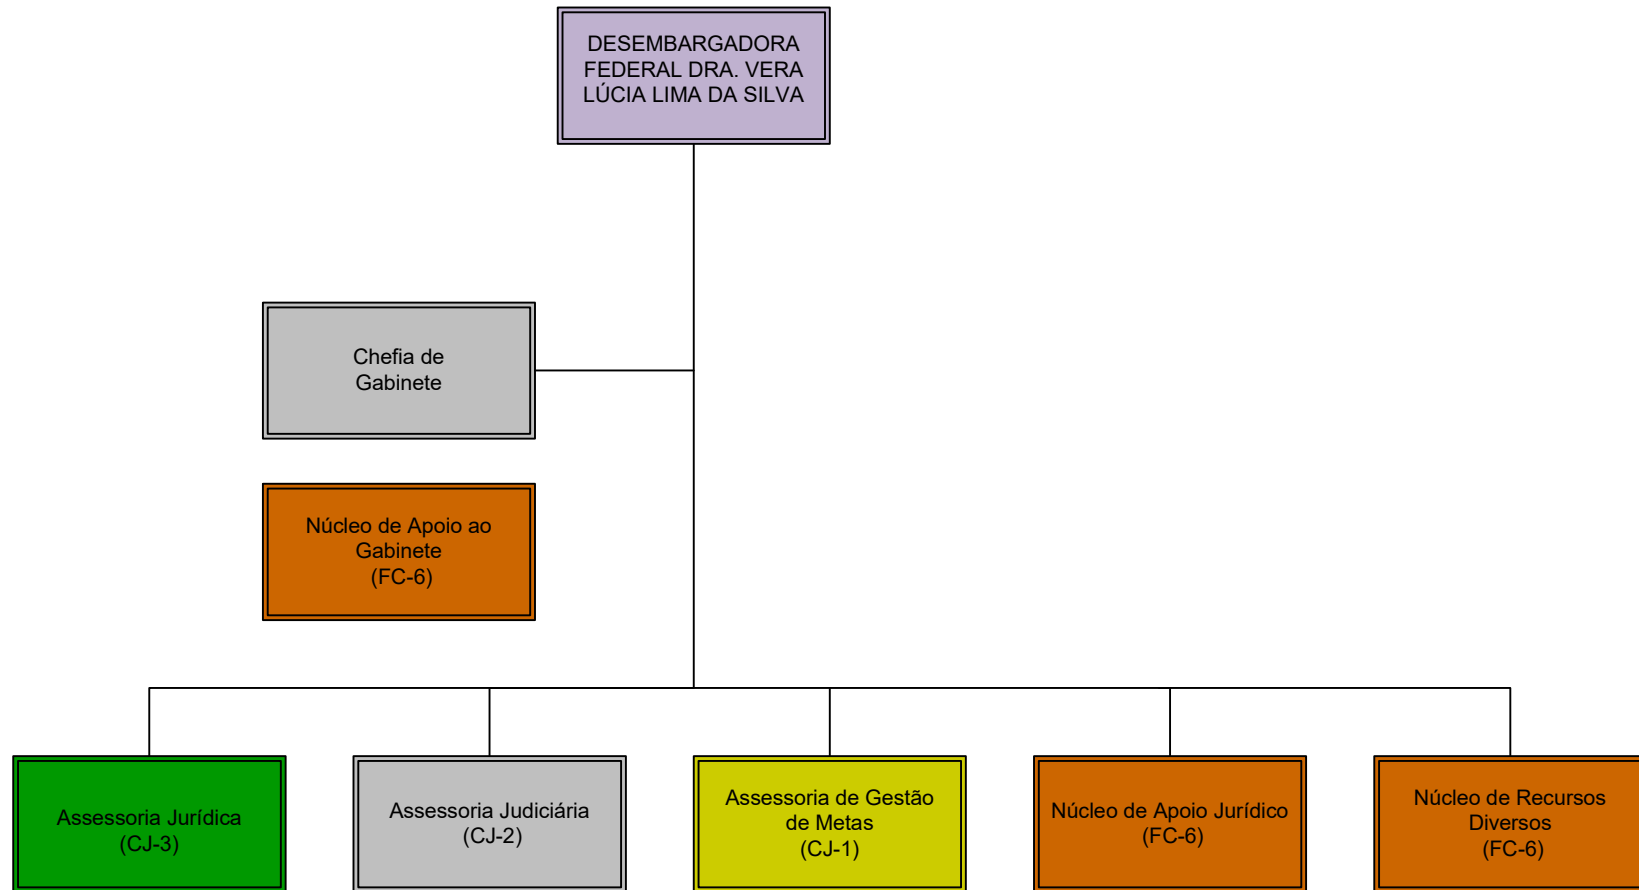 DESEMBARGADORA
FEDERAL DRA. VERA
LÚCIA LIMA DA SILVA
Chefia de
Gabinete
Núcleo de Apoio ao
Gabinete
(FC-6)
Assessoria Jurídica
(CJ-3)
Assessoria Judiciária
(CJ-2)
Assessoria de Gestão
de Metas
(CJ-1)
Núcleo de Apoio Jurídico
(FC-6)
Núcleo de Recursos
Diversos
(FC-6)